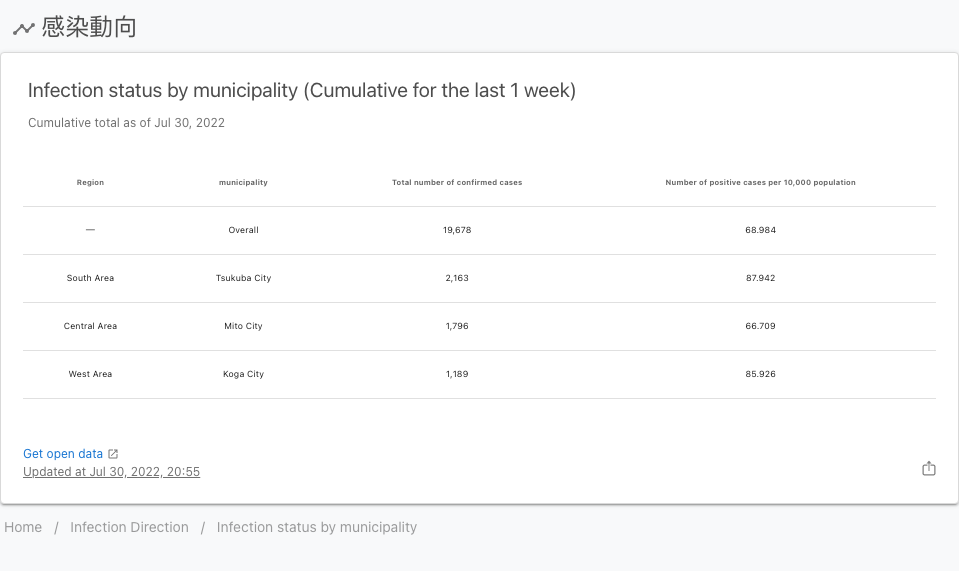 感染動向
Infection status by municipality (Cumulative for the last 1 week)
Cumulative total as of Jul 30, 2022
Region municipality Total number of confirmed cases Number of positive cases per 10,000 population
— Overall 19,678 68.984
South Area Tsukuba City 2,163 87.942
Central Area Mito City 1,796 66.709
West Area Koga City 1,189 85.926
Get open data
Updated at Jul 30, 2022, 20:55
Home / Infection Direction / Infection status by municipality